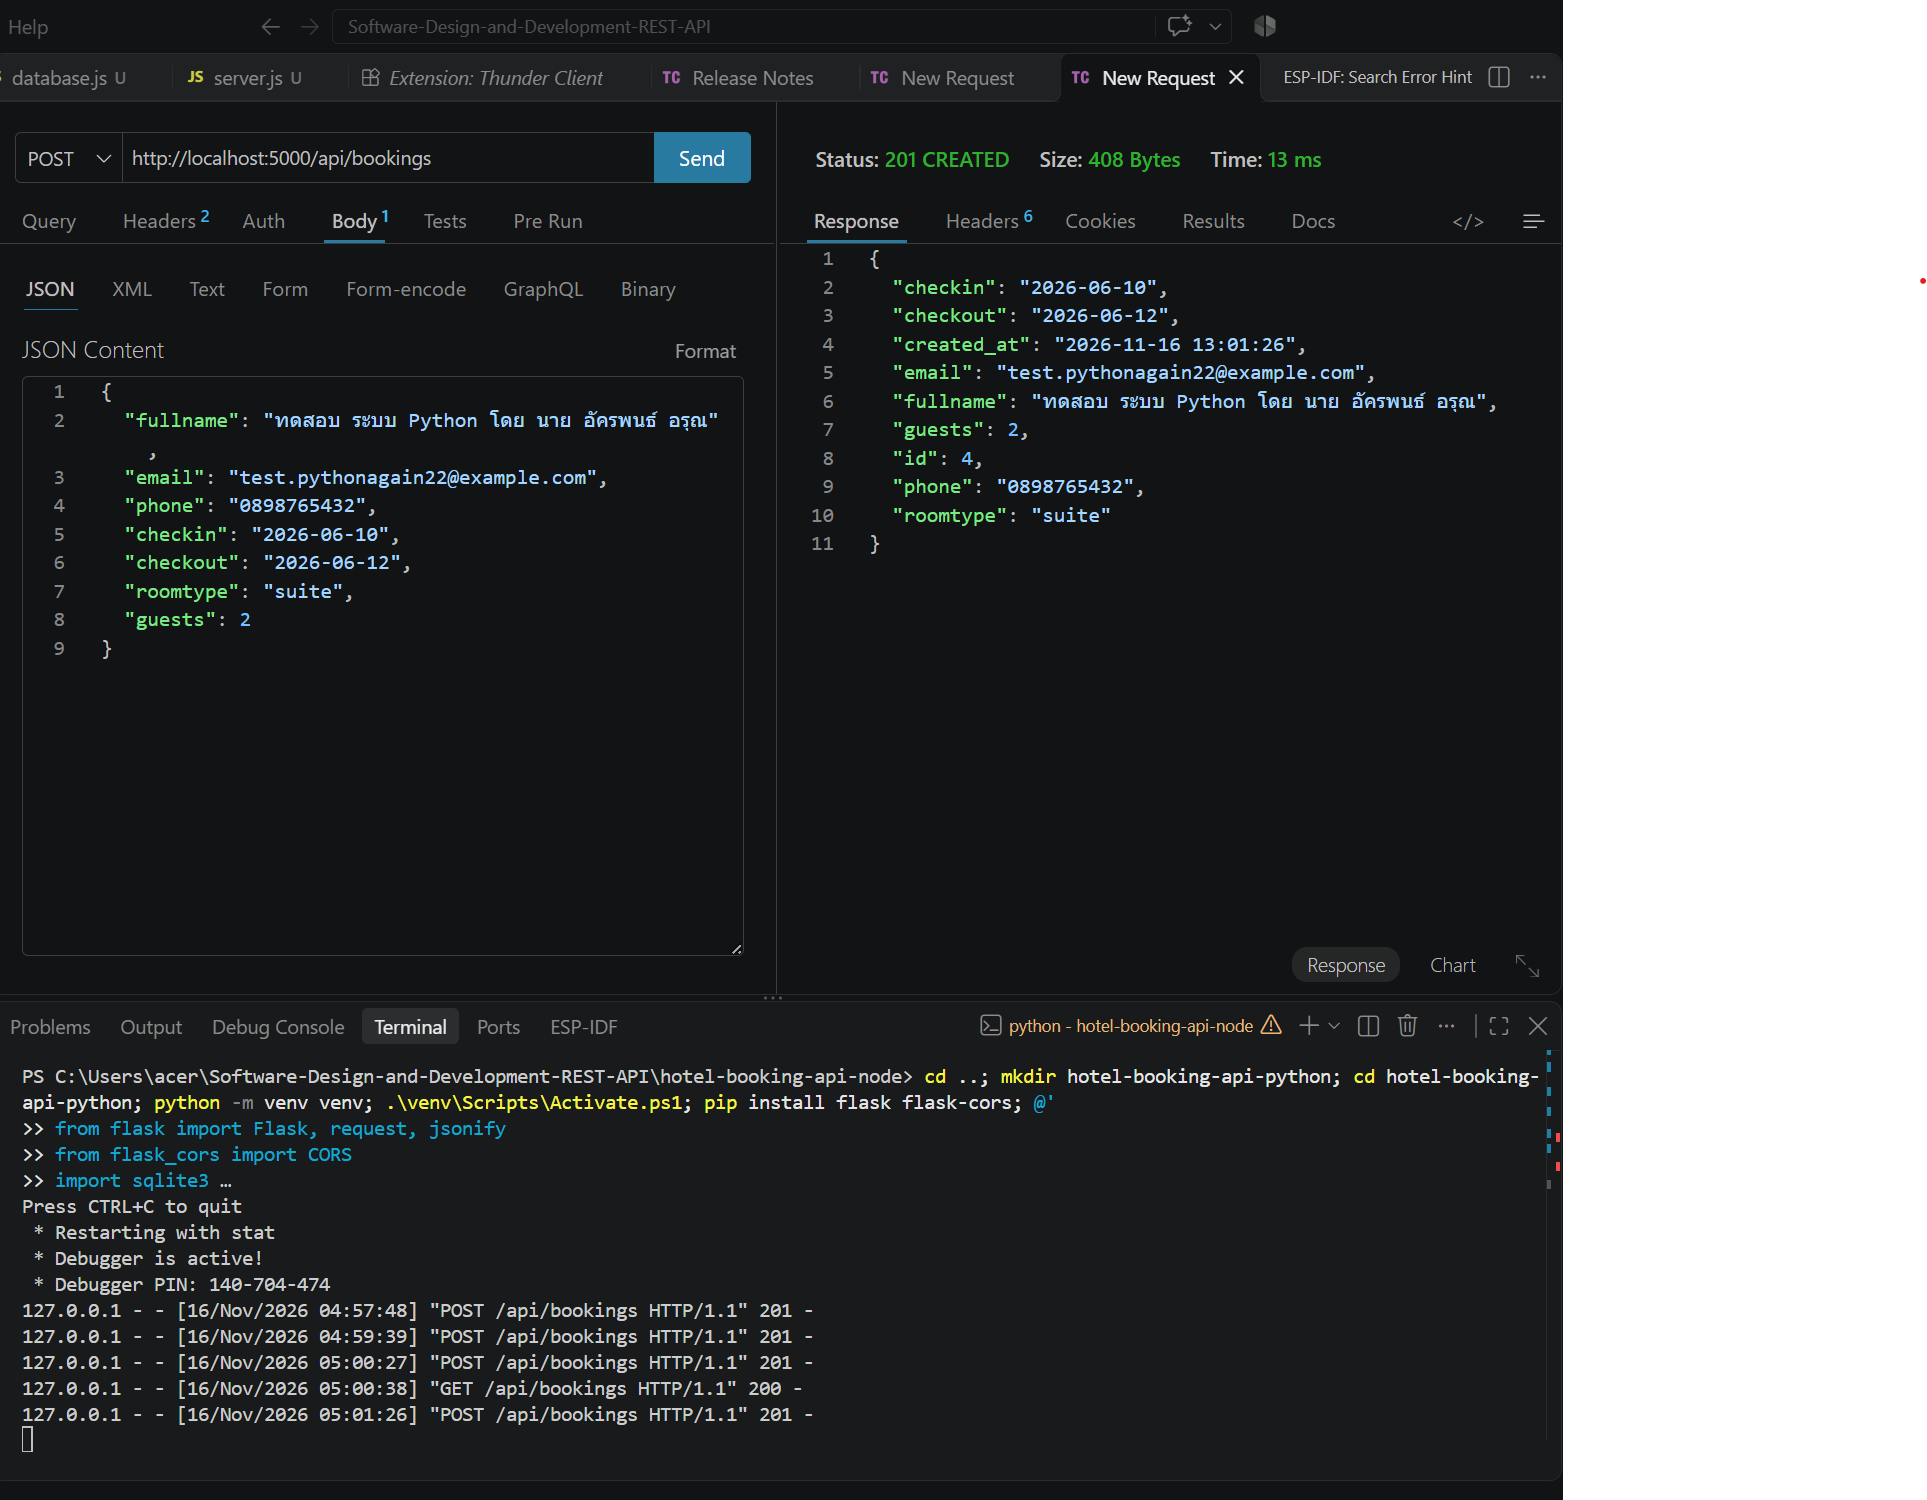 Help
Software-Design-and-Development-REST-API
database.js U
JS server.js U
Extension: Thunder Client
TC Release Notes
TC New Request
TC New Request
ESP-IDF: Search Error Hint
POST
http://localhost:5000/api/bookings
Send
Query Headers 2 Auth Body 1 Tests Pre Run
JSON XML Text Form Form-encode GraphQL Binary
JSON Content
Format
1 {
2 "fullname": "ทดสอบ ระบบ Python โดย นาย อัครพนธ์ อรุณ"
,
3 "email": "test.pythonagain22@example.com",
4 "phone": "0898765432",
5 "checkin": "2026-06-10",
6 "checkout": "2026-06-12",
7 "roomtype": "suite",
8 "guests": 2
9 }
Status: 201 CREATED Size: 408 Bytes Time: 13 ms
Response Headers 6 Cookies Results Docs </>
1 {
2 "checkin": "2026-06-10",
3 "checkout": "2026-06-12",
4 "created_at": "2026-11-16 13:01:26",
5 "email": "test.pythonagain22@example.com",
6 "fullname": "ทดสอบ ระบบ Python โดย นาย อัครพนธ์ อรุณ",
7 "guests": 2,
8 "id": 4,
9 "phone": "0898765432",
10 "roomtype": "suite"
11 }
Response Chart
Problems Output Debug Console Terminal Ports ESP-IDF
python - hotel-booking-api-node
PS C:\Users\acer\Software-Design-and-Development-REST-API\hotel-booking-api-node> cd ..; mkdir hotel-booking-api-python; cd hotel-booking-
api-python; python -m venv venv; .\venv\Scripts\Activate.ps1; pip install flask flask-cors; @'
>> from flask import Flask, request, jsonify
>> from flask_cors import CORS
>> import sqlite3 …
Press CTRL+C to quit
* Restarting with stat
* Debugger is active!
* Debugger PIN: 140-704-474
127.0.0.1 - - [16/Nov/2026 04:57:48] "POST /api/bookings HTTP/1.1" 201 -
127.0.0.1 - - [16/Nov/2026 04:59:39] "POST /api/bookings HTTP/1.1" 201 -
127.0.0.1 - - [16/Nov/2026 05:00:27] "POST /api/bookings HTTP/1.1" 201 -
127.0.0.1 - - [16/Nov/2026 05:00:38] "GET /api/bookings HTTP/1.1" 200 -
127.0.0.1 - - [16/Nov/2026 05:01:26] "POST /api/bookings HTTP/1.1" 201 -